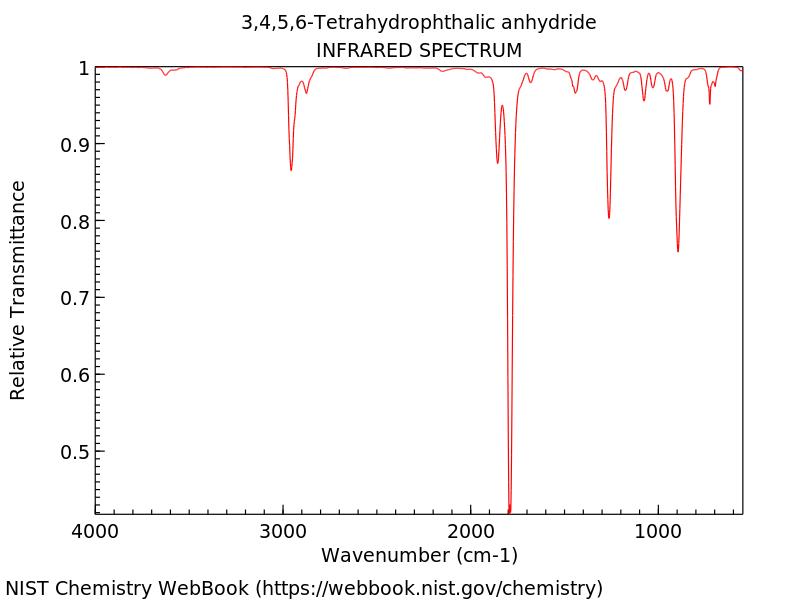 3,4,5,6-Tetrahydrophthalic anhydride
INFRARED SPECTRUM
1
0.9
0.8
0.7
0.6
0.5
Relative Transmittance
4000 3000 2000 1000
Wavenumber (cm-1)
NIST Chemistry WebBook (https://webbook.nist.gov/chemistry)